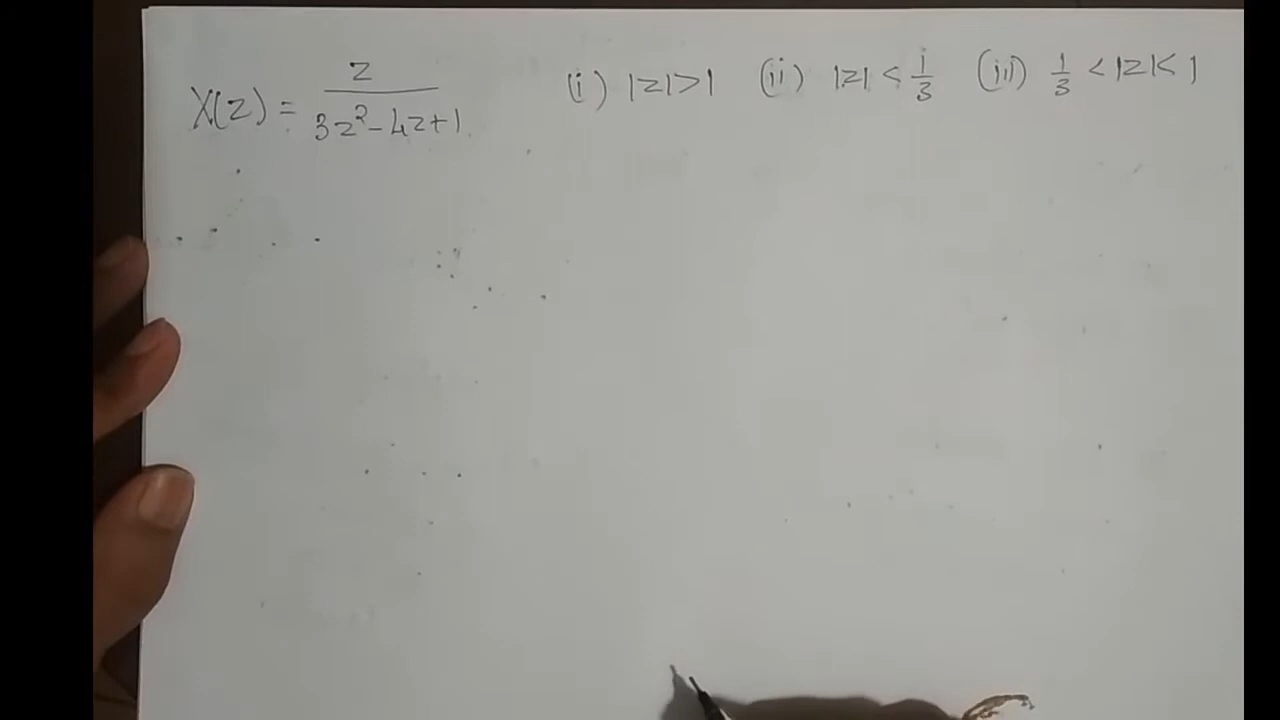 X(z) = z / (3z² - 4z + 1) (i) |z| > 1 (ii) |z| < 1/3 (iii) 1/3 < |z| < 1